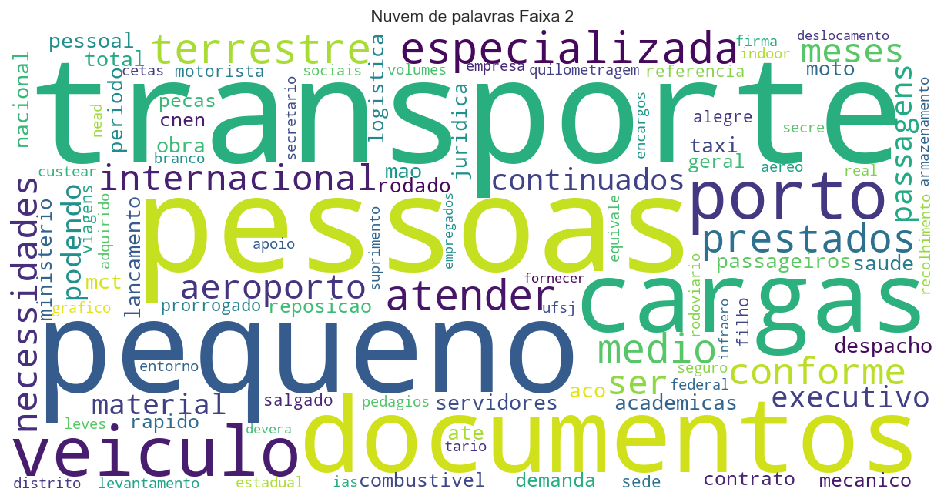 Nuvem de palavras Faixa 2
pessoal
terrestre
especializada
firma
deslocamento
indoor
meses
total
cetas
motorista
sociais
volumes
empresa
quilometragem
referencia
moto
nacional
nead
periodo
transporte
logistica
pecas
cnen
secretario
juridica
encargos
alegre
secre
passagens
armazenamento
obra
branco
mao
taxi
geral
aereo
real
custear
internacional
rodado
continuados
porto
necessidades
ministerio
podendo
viagens
adquirido
lancamento
pessoas
apoio
suprimento
empregados
equivale
prestados
recolhimento
passageiros
saude
mct
aeroporto
atender
fornecer
cargas
grafico
prorrogado
reposicao
ufsj
rodoviario
infraero
filho
pequeno
medio
despacho
entorno
seguro
conforme
ser
federal
aco
material
salgado
pedagios
servidores
academicas
executivo
leves
rapido
devera
documentos
ate
tario
veiculo
distrito
levantamento
estadual
ias
combustivel
demanda
sede
contrato
mecanico